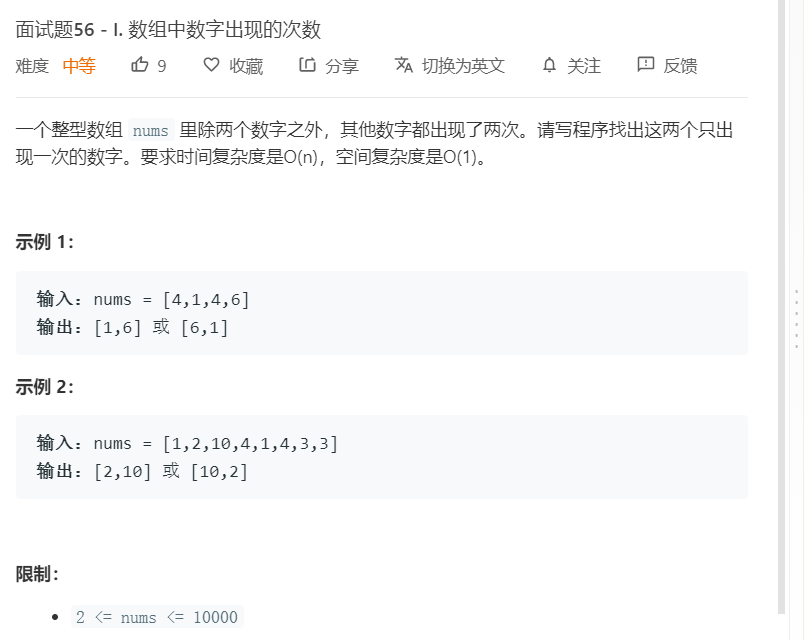 面试题56 - I. 数组中数字出现的次数
难度 中等 9 收藏 分享 切换为英文 关注 反馈
一个整型数组 nums 里除两个数字之外，其他数字都出现了两次。请写程序找出这两个只出
现一次的数字。要求时间复杂度是O(n)，空间复杂度是O(1)。
示例 1：
输入：nums = [4,1,4,6]
输出：[1,6] 或 [6,1]
示例 2：
输入：nums = [1,2,10,4,1,4,3,3]
输出：[2,10] 或 [10,2]
限制：
• 2 <= nums <= 10000